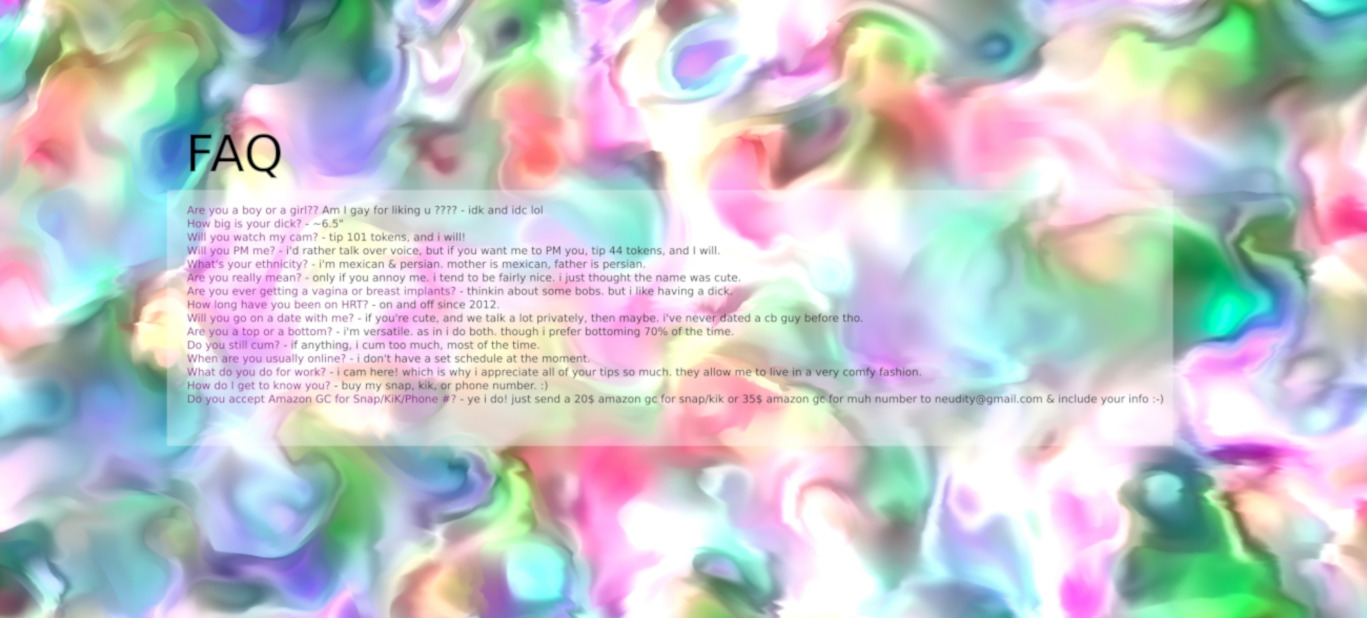 FAQ
Are you a boy or a girl?? Am I gay for liking u ???? - idk and idc lol
How big is your dick? - ~6.5"
Will you watch my cam? - tip 101 tokens, and i will!
Will you PM me? - i'd rather talk over voice, but if you want me to PM you, tip 44 tokens, and I will.
What's your ethnicity? - i'm mexican & persian. mother is mexican, father is persian.
Are you really mean? - only if you annoy me. i tend to be fairly nice. i just thought the name was cute.
Are you ever getting a vagina or breast implants? - thinkin about some bobs. but i like having a dick.
How long have you been on HRT? - on and off since 2012.
Will you go on a date with me? - if you're cute, and we talk a lot privately, then maybe. i've never dated a cb guy before tho.
Are you a top or a bottom? - i'm versatile. as in i do both. though i prefer bottoming 70% of the time.
Do you still cum? - if anything, i cum too much, most of the time.
When are you usually online? - i don't have a set schedule at the moment.
What do you do for work? - i cam here! which is why i appreciate all of your tips so much. they allow me to live in a very comfy fashion.
How do I get to know you? - buy my snap, kik, or phone number. :)
Do you accept Amazon GC for Snap/KiK/Phone #? - ye i do! just send a 20$ amazon gc for snap/kik or 35$ amazon gc for muh number to neudity@gmail.com & include your info :-)